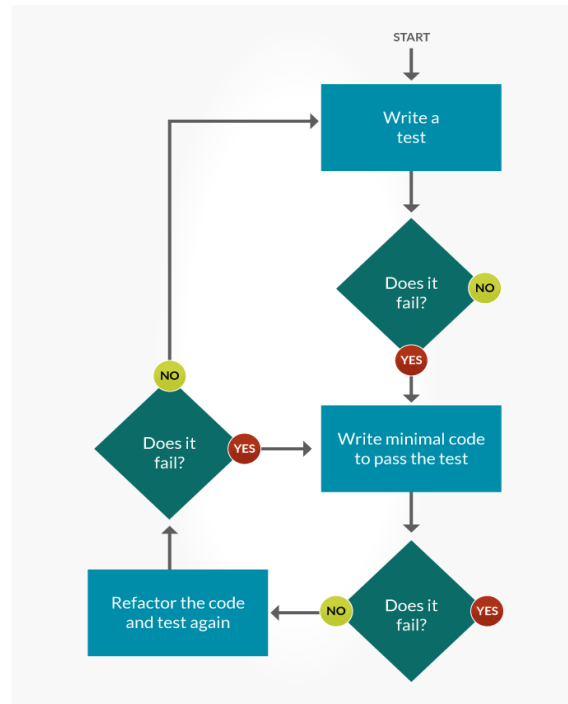 START
Write a
test
Does it
fail?
NO
YES
Write minimal code
to pass the test
Does it
fail?
YES
NO
Refactor the code
and test again
Does it
fail?
YES
NO